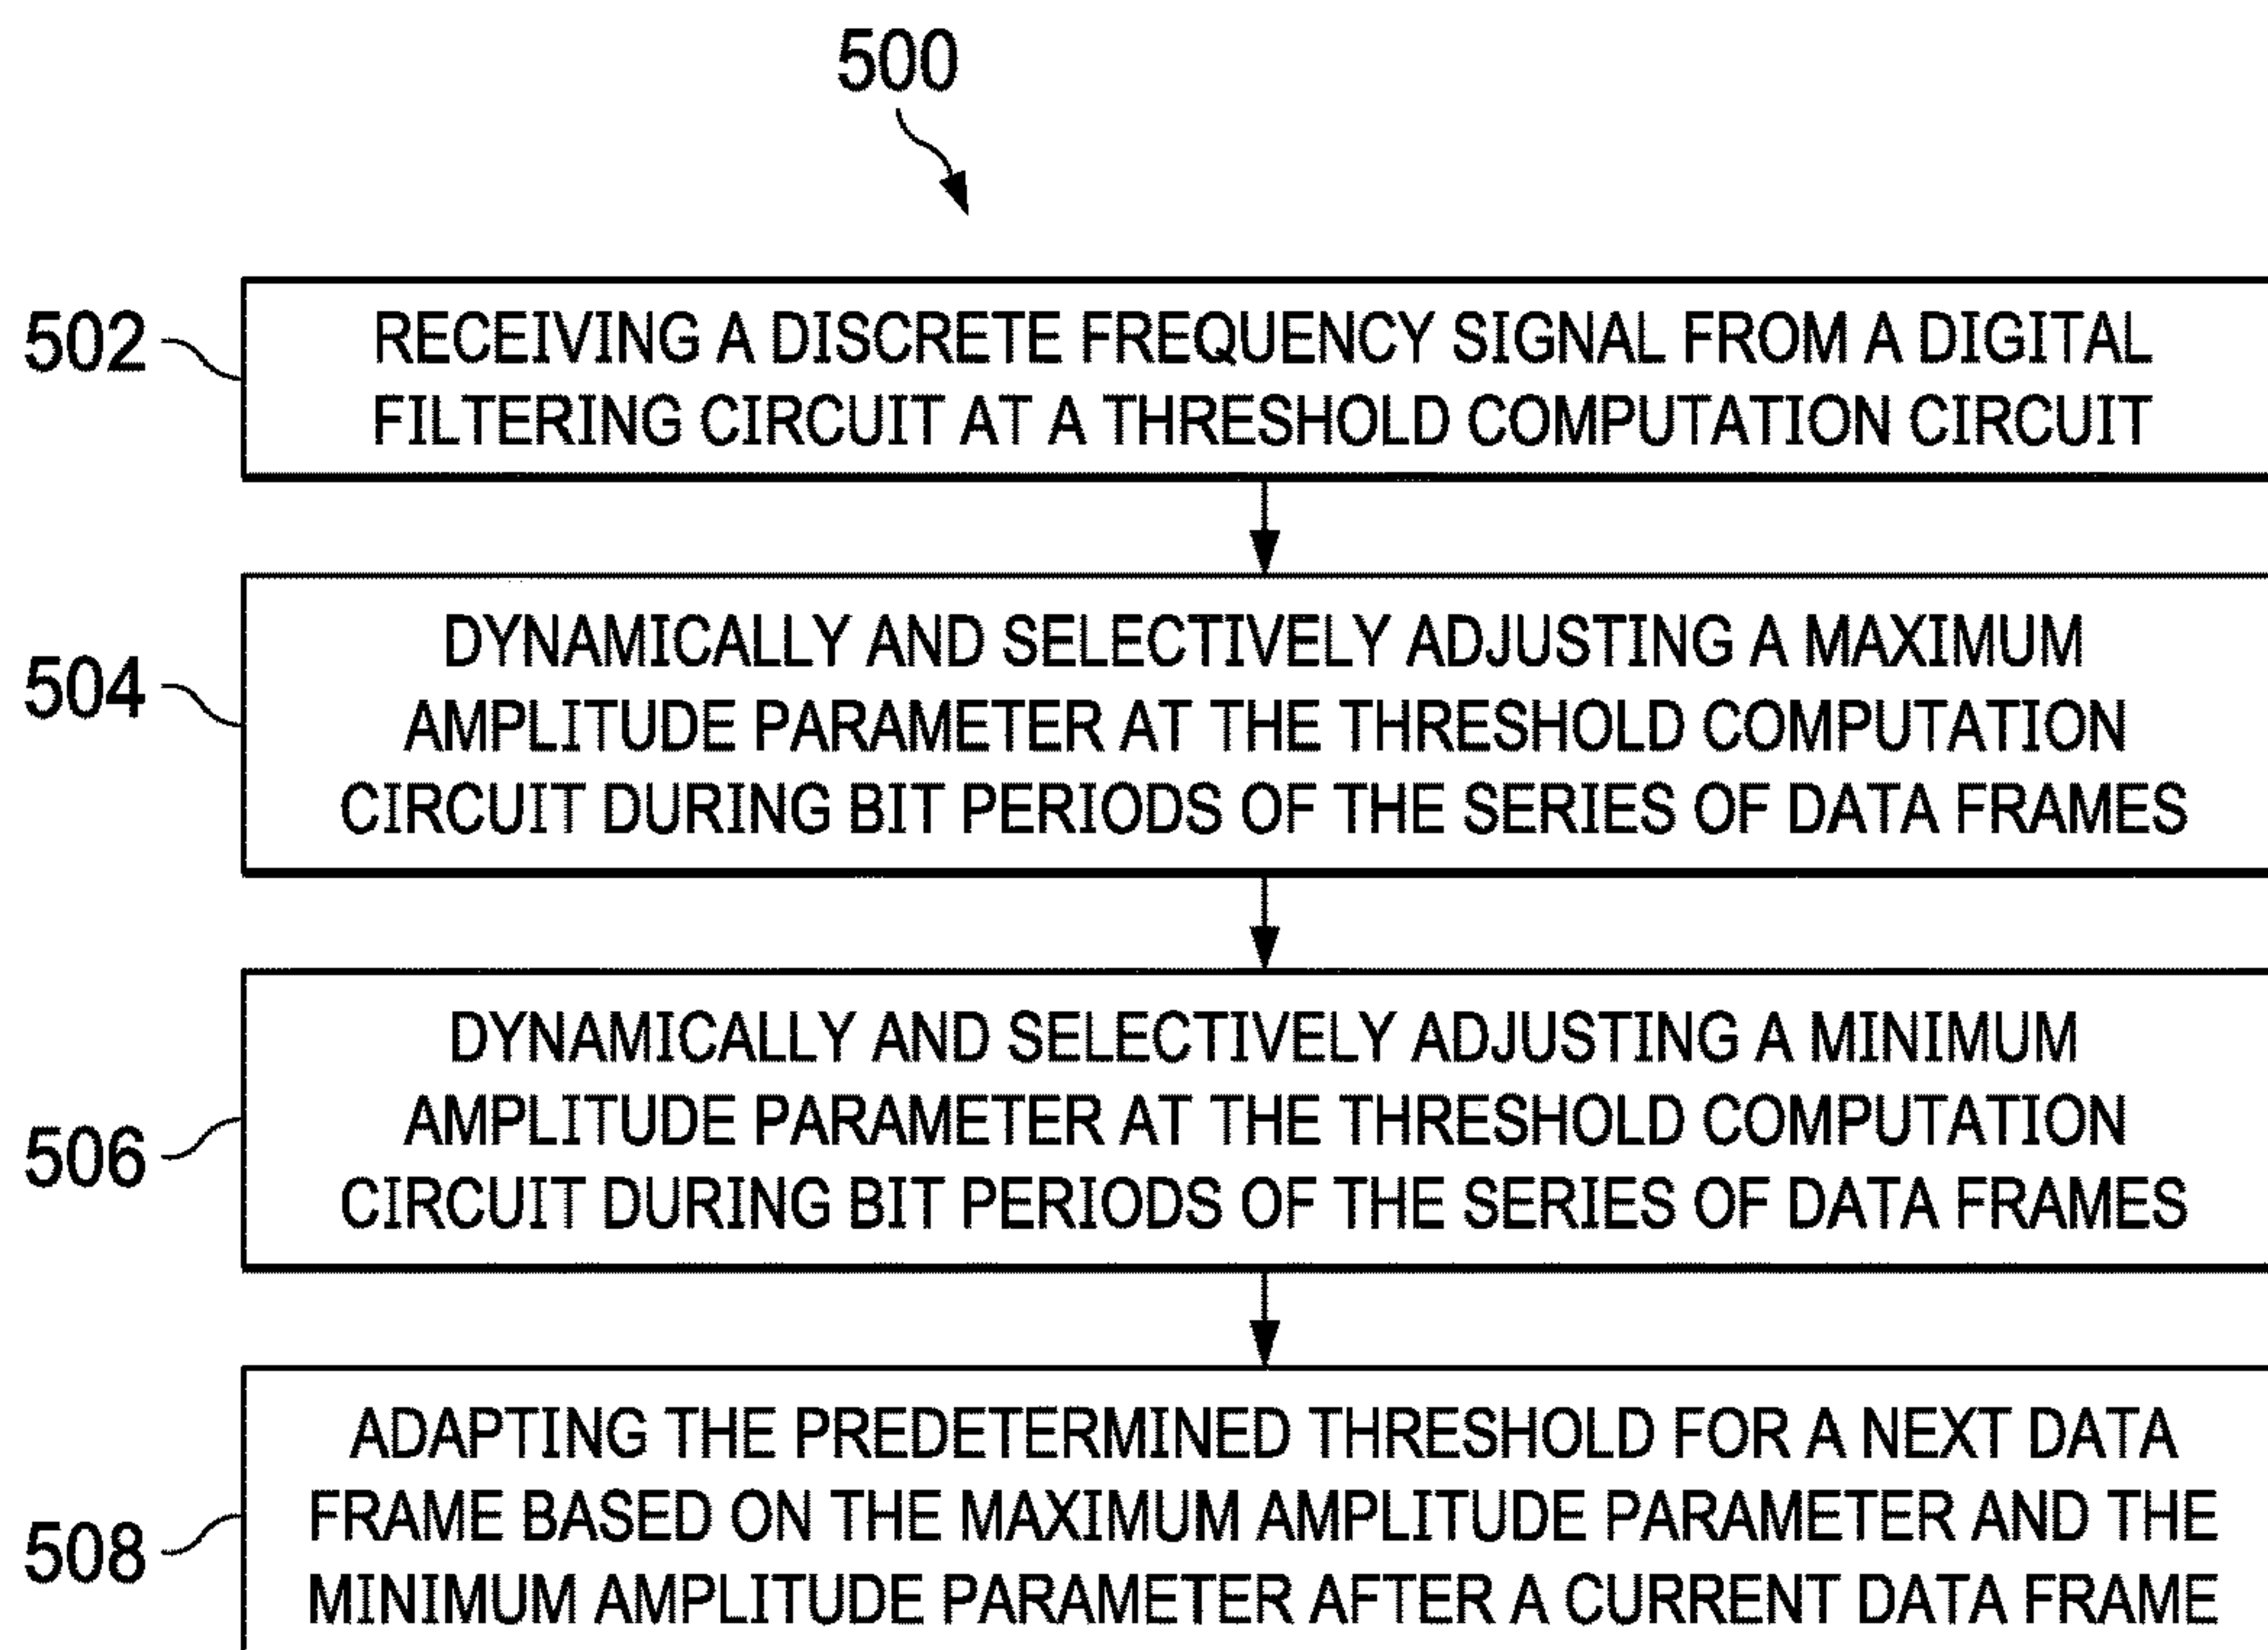 500
502
RECEIVING A DISCRETE FREQUENCY SIGNAL FROM A DIGITAL
FILTERING CIRCUIT AT A THRESHOLD COMPUTATION CIRCUIT
504
DYNAMICALLY AND SELECTIVELY ADJUSTING A MAXIMUM
AMPLITUDE PARAMETER AT THE THRESHOLD COMPUTATION
CIRCUIT DURING BIT PERIODS OF THE SERIES OF DATA FRAMES
506
DYNAMICALLY AND SELECTIVELY ADJUSTING A MINIMUM
AMPLITUDE PARAMETER AT THE THRESHOLD COMPUTATION
CIRCUIT DURING BIT PERIODS OF THE SERIES OF DATA FRAMES
508
ADAPTING THE PREDETERMINED THRESHOLD FOR A NEXT DATA
FRAME BASED ON THE MAXIMUM AMPLITUDE PARAMETER AND THE
MINIMUM AMPLITUDE PARAMETER AFTER A CURRENT DATA FRAME